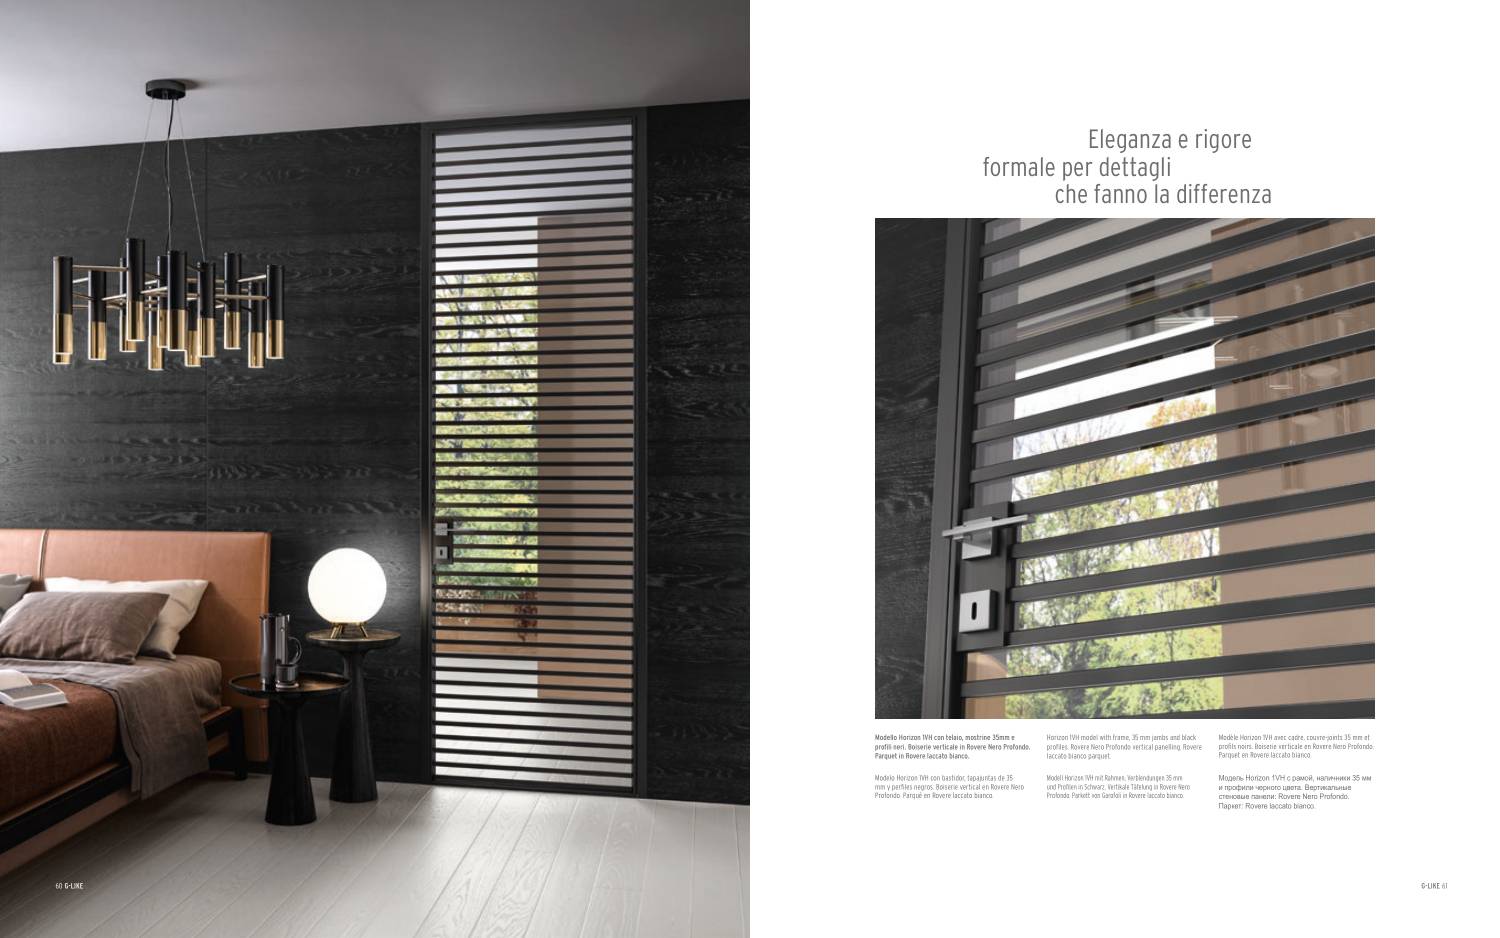 Eleganza e rigore
formale per dettagli
che fanno la differenza
Modello Horizon 1VH con telaio, mostrine 35mm e
profili neri. Boiserie verticale in Rovere Nero Profondo.
Parquet in Rovere laccato bianco.
Horizon 1VH model with frame, 35 mm jambs and black
profiles. Rovere Nero Profondo vertical panelling. Rovere
laccato bianco parquet.
Modèle Horizon 1VH avec cadre, couvre-joints 35 mm et
profils noirs. Boiserie verticale en Rovere Nero Profondo.
Parquet en Rovere laccato bianco.
Modelo Horizon 1VH con bastidor, tapajuntas de 35
mm y perfiles negros. Boiserie vertical en Rovere Nero
Profondo. Parqué en Rovere laccato bianco.
Modell Horizon 1VH mit Rahmen, Verblendungen 35 mm
und Profilen in Schwarz. Vertikale Täfelung in Rovere Nero
Profondo. Parkett von Garofoli in Rovere laccato bianco.
Модель Horizon 1VH с рамой, наличники 35 мм
и профили черного цвета. Вертикальные
стеновые панели: Rovere Nero Profondo.
Паркет: Rovere laccato bianco.
60 G-LIKE
G-LIKE 61